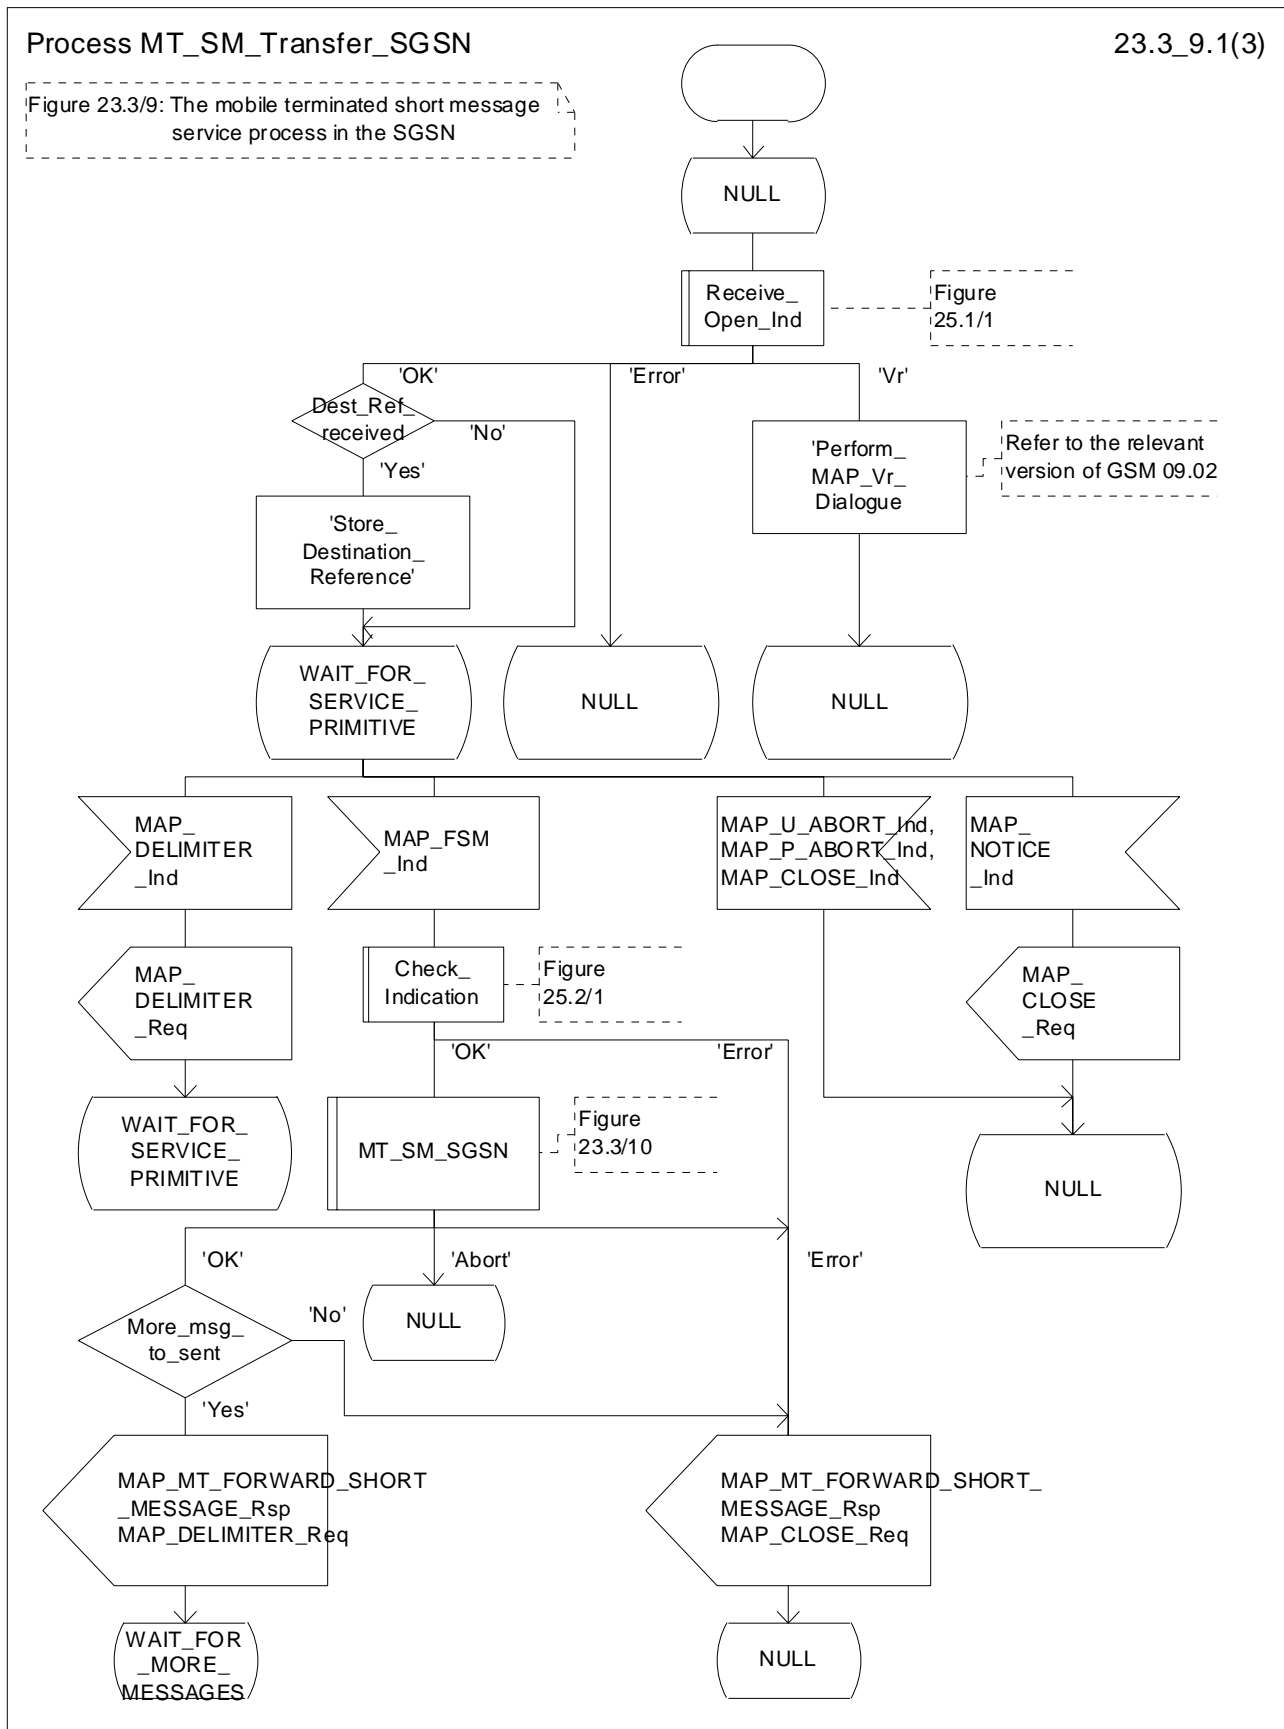 Process MT_SM_Transfer_SGSN
23.3_9.1(3)
Figure 23.3/9: The mobile terminated short message
service process in the SGSN
NULL
Receive_
Open_Ind
Figure
25.1/1
'OK'
'Error'
'Vr'
Dest_Ref_
received
'No'
'Yes'
'Perform_
MAP_Vr_
Dialogue
Refer to the relevant
version of GSM 09.02
'Store_
Destination_
Reference'
WAIT_FOR_
SERVICE_
PRIMITIVE
NULL
NULL
MAP_
DELIMITER
_Ind
MAP_FSM
_Ind
MAP_U_ABORT_Ind,
MAP_P_ABORT_Ind,
MAP_CLOSE_Ind
MAP_
NOTICE
_Ind
MAP_
DELIMITER
_Req
Check_
Indication
Figure
25.2/1
MAP_
CLOSE
_Req
'OK'
'Error'
WAIT_FOR_
SERVICE_
PRIMITIVE
MT_SM_SGSN
Figure
23.3/10
NULL
'OK'
'Abort'
'Error'
NULL
More_msg_
to_sent
'No'
'Yes'
MAP_MT_FORWARD_SHORT
_MESSAGE_Rsp
MAP_DELIMITER_Req
MAP_MT_FORWARD_SHORT_
MESSAGE_Rsp
MAP_CLOSE_Req
WAIT_FOR
_MORE_
MESSAGES
NULL